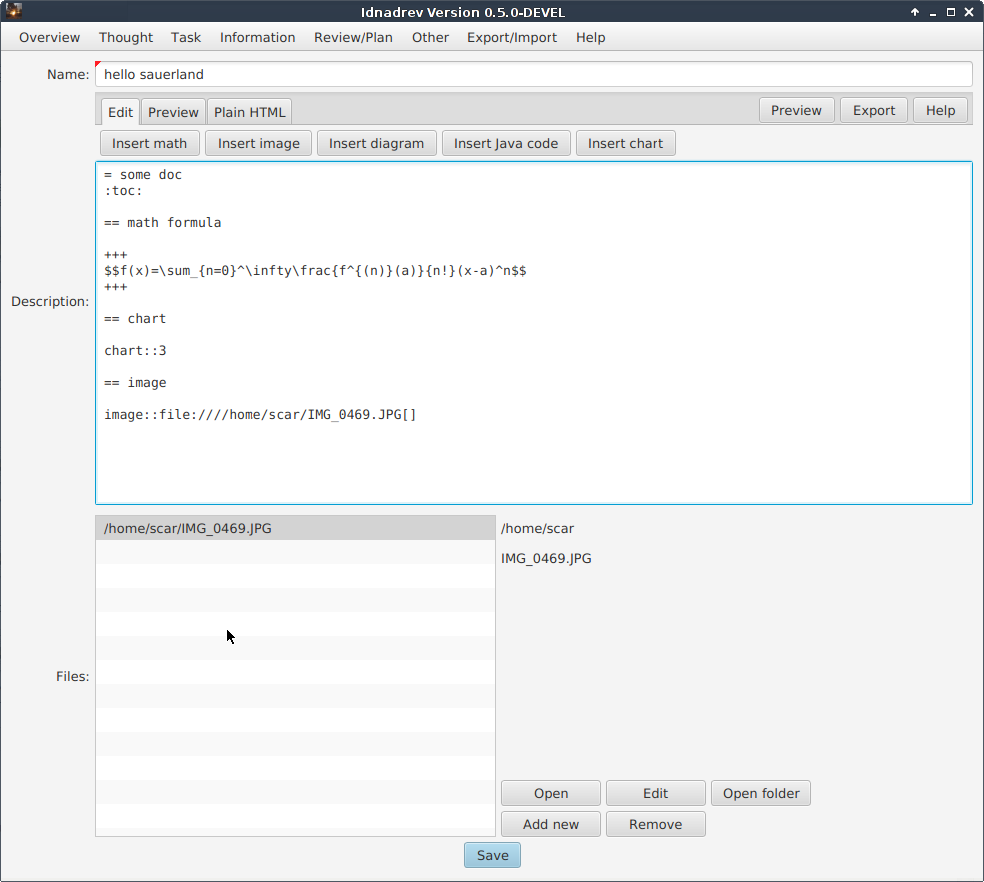 Idnadrev Version 0.5.0-DEVEL
Overview Thought Task Information Review/Plan Other Export/Import Help
Name: hello sauerland
Edit Preview Plain HTML Preview Export Help
Insert math Insert image Insert diagram Insert Java code Insert chart
Description:
= some doc
:toc:
== math formula
+++
$$f(x)=\sum_{n=0}^\infty\frac{f^{(n)}(a)}{n!}(x-a)^n$$
+++
== chart
chart::3
== image
image::file:////home/scar/IMG_0469.JPG[]
Files:
/home/scar/IMG_0469.JPG
/home/scar
IMG_0469.JPG
Open Edit Open folder
Add new Remove
Save